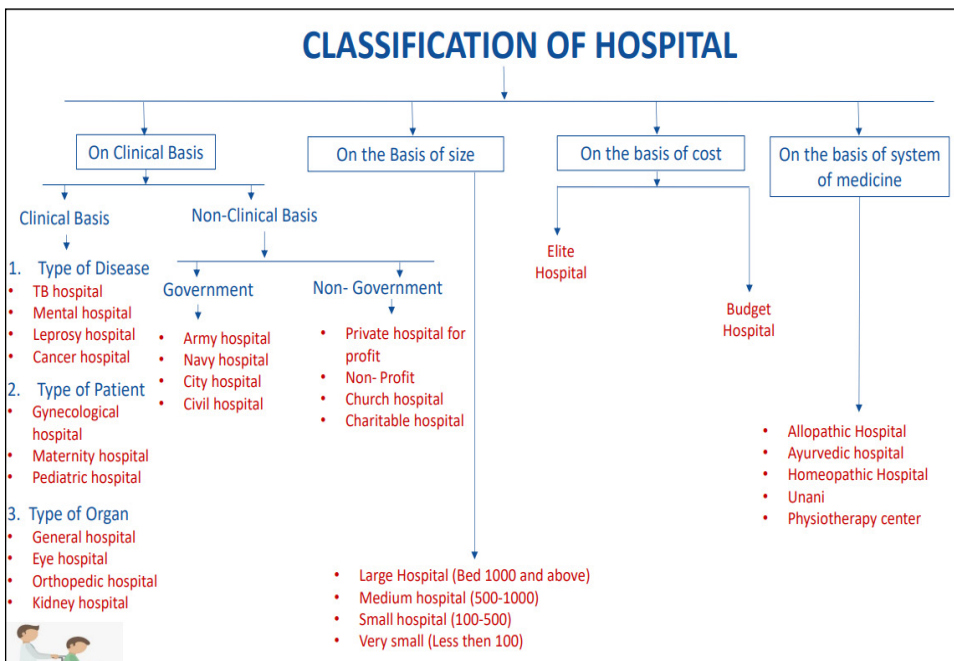 CLASSIFICATION OF HOSPITAL
On Clinical Basis
On the Basis of size
On the basis of cost
On the basis of system
of medicine
Clinical Basis
Non-Clinical Basis
1. Type of Disease
• TB hospital
• Mental hospital
• Leprosy hospital
• Cancer hospital
2. Type of Patient
• Gynecological
hospital
• Maternity hospital
• Pediatric hospital
3. Type of Organ
• General hospital
• Eye hospital
• Orthopedic hospital
• Kidney hospital
Government
• Army hospital
• Navy hospital
• City hospital
• Civil hospital
Non- Government
• Private hospital for
profit
• Non- Profit
• Church hospital
• Charitable hospital
• Large Hospital (Bed 1000 and above)
• Medium hospital (500-1000)
• Small hospital (100-500)
• Very small (Less then 100)
Elite
Hospital
Budget
Hospital
• Allopathic Hospital
• Ayurvedic hospital
• Homeopathic Hospital
• Unani
• Physiotherapy center